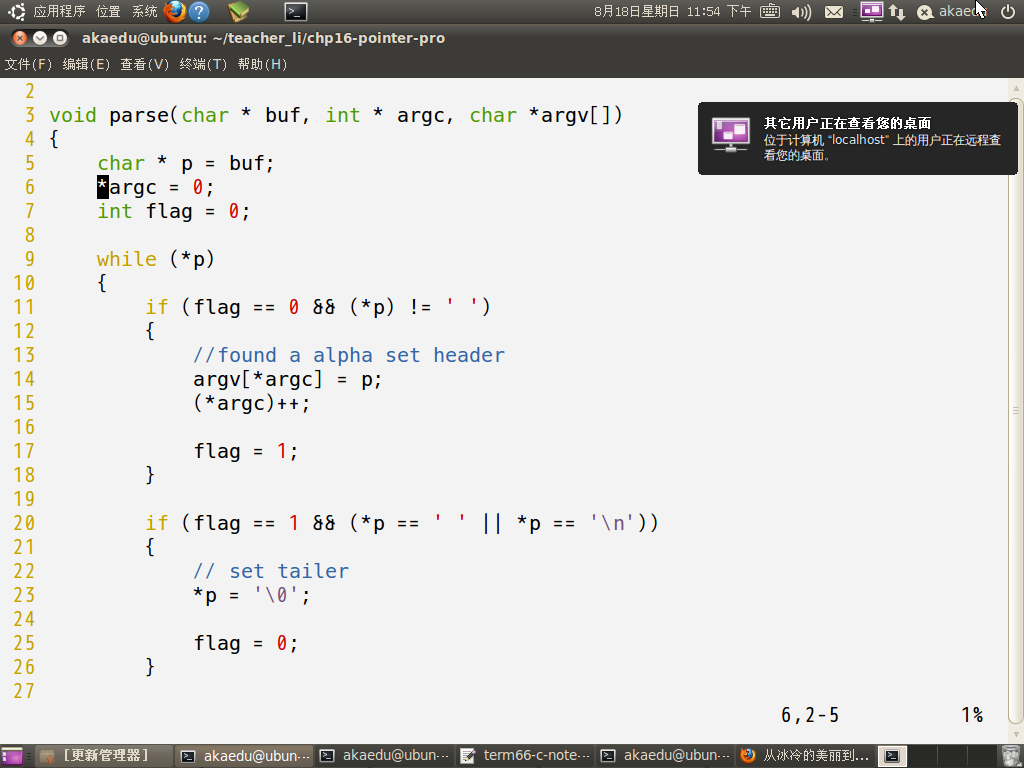 应用程序 位置 系统 8月18日星期日 11:54 下午
akaedu@ubuntu: ~/teacher_li/chp16-pointer-pro
文件(F) 编辑(E) 查看(V) 终端(T) 帮助(H)
其它用户正在查看您的桌面
位于计算机 “localhost” 上的用户正在远程查
看您的桌面。
2
3 void parse(char * buf, int * argc, char *argv[])
4 {
5     char * p = buf;
6     *argc = 0;
7     int flag = 0;
8
9     while (*p)
10     {
11         if (flag == 0 && (*p) != ' ')
12         {
13             //found a alpha set header
14             argv[*argc] = p;
15             (*argc)++;
16
17             flag = 1;
18         }
19
20         if (flag == 1 && (*p == ' ' || *p == '\n'))
21         {
22             // set tailer
23             *p = '\0';
24
25             flag = 0;
26         }
27
6,2-5 1%
[更新管理器] akaedu@ubun… akaedu@ubun… term66-c-note… akaedu@ubun… 从冰冷的美丽到…